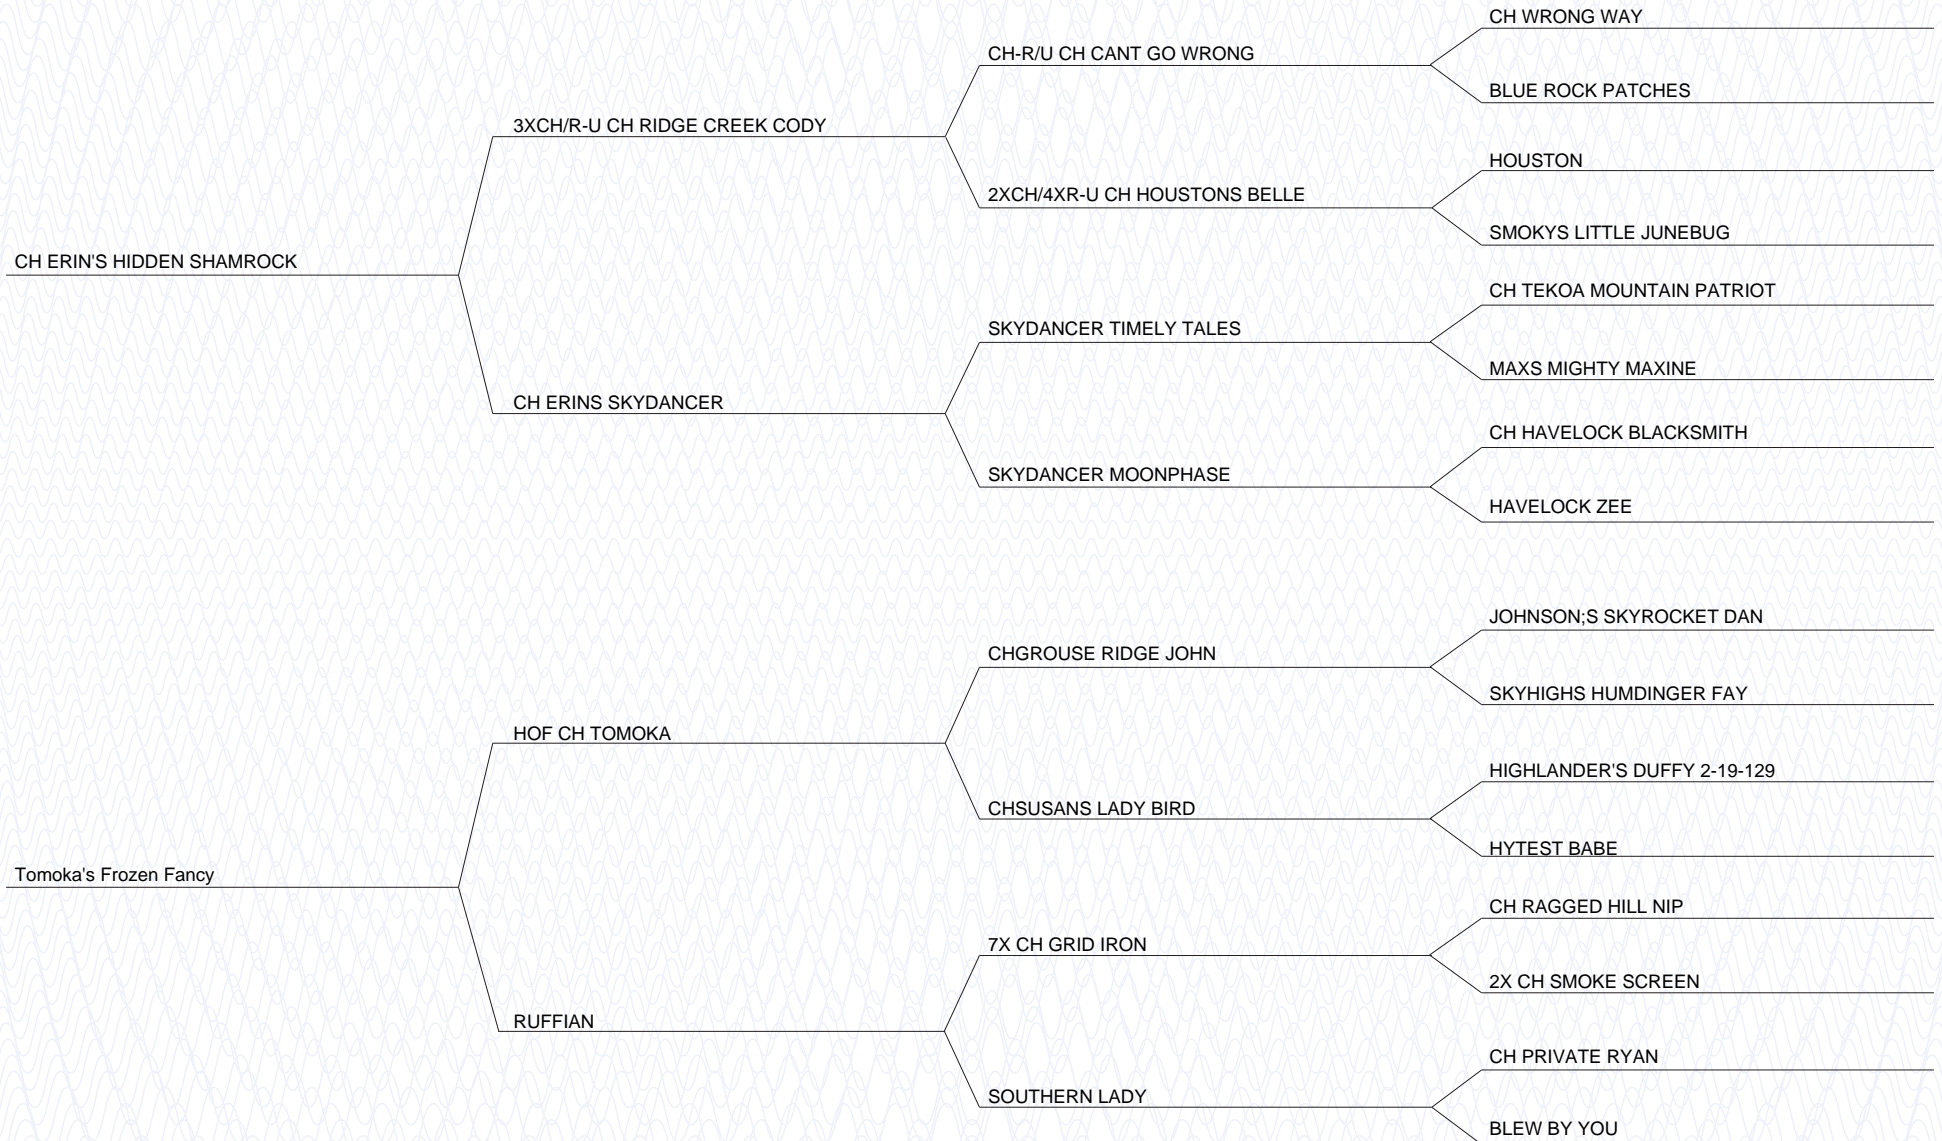 CH WRONG WAY
CH-R/U CH CANT GO WRONG
BLUE ROCK PATCHES
3XCH/R-U CH RIDGE CREEK CODY
HOUSTON
2XCH/4XR-U CH HOUSTONS BELLE
SMOKYS LITTLE JUNEBUG
CH ERIN'S HIDDEN SHAMROCK
CH TEKOA MOUNTAIN PATRIOT
SKYDANCER TIMELY TALES
MAXS MIGHTY MAXINE
CH ERINS SKYDANCER
CH HAVELOCK BLACKSMITH
SKYDANCER MOONPHASE
HAVELOCK ZEE
JOHNSON;S SKYROCKET DAN
CHGROUSE RIDGE JOHN
SKYHIGHS HUMDINGER FAY
HOF CH TOMOKA
HIGHLANDER'S DUFFY 2-19-129
CHSUSANS LADY BIRD
HYTEST BABE
Tomoka's Frozen Fancy
CH RAGGED HILL NIP
7X CH GRID IRON
2X CH SMOKE SCREEN
RUFFIAN
CH PRIVATE RYAN
SOUTHERN LADY
BLEW BY YOU